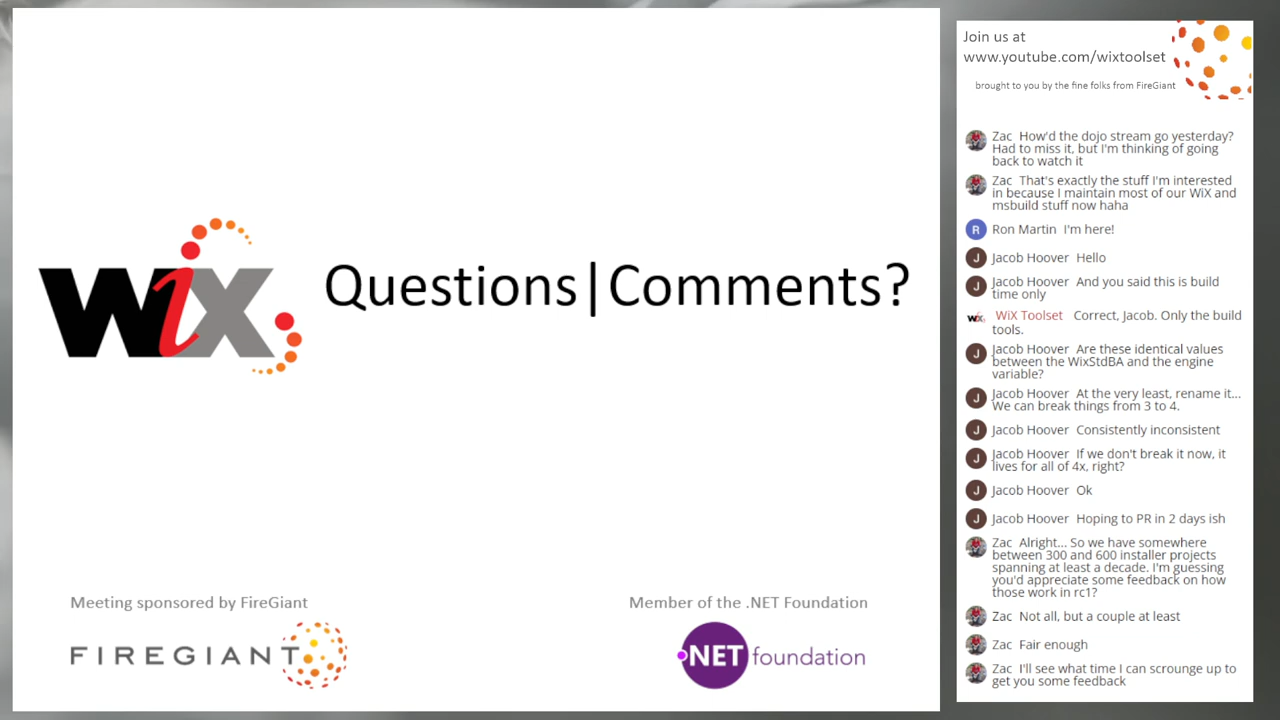 WiX
Questions|Comments?
Meeting sponsored by FireGiant
FIREGIANT
Member of the .NET Foundation
.NET foundation
Join us at
www.youtube.com/wixtoolset
brought to you by the fine folks from FireGiant
Zac How'd the dojo stream go yesterday?
Had to miss it, but I'm thinking of going
back to watch it
Zac That's exactly the stuff I'm interested
in because I maintain most of our WiX and
msbuild stuff now haha
R Ron Martin I'm here!
J Jacob Hoover Hello
J Jacob Hoover And you said this is build
time only
WiX WiX Toolset Correct, Jacob. Only the build
tools.
J Jacob Hoover Are these identical values
between the WixStdBA and the engine
variable?
J Jacob Hoover At the very least, rename it...
We can break things from 3 to 4.
J Jacob Hoover Consistently inconsistent
J Jacob Hoover If we don't break it now, it
lives for all of 4x, right?
J Jacob Hoover Ok
J Jacob Hoover Hoping to PR in 2 days ish
Zac Alright... So we have somewhere
between 300 and 600 installer projects
spanning at least a decade. I'm guessing
you'd appreciate some feedback on how
those work in rc1?
Zac Not all, but a couple at least
Zac Fair enough
Zac I'll see what time I can scrounge up to
get you some feedback